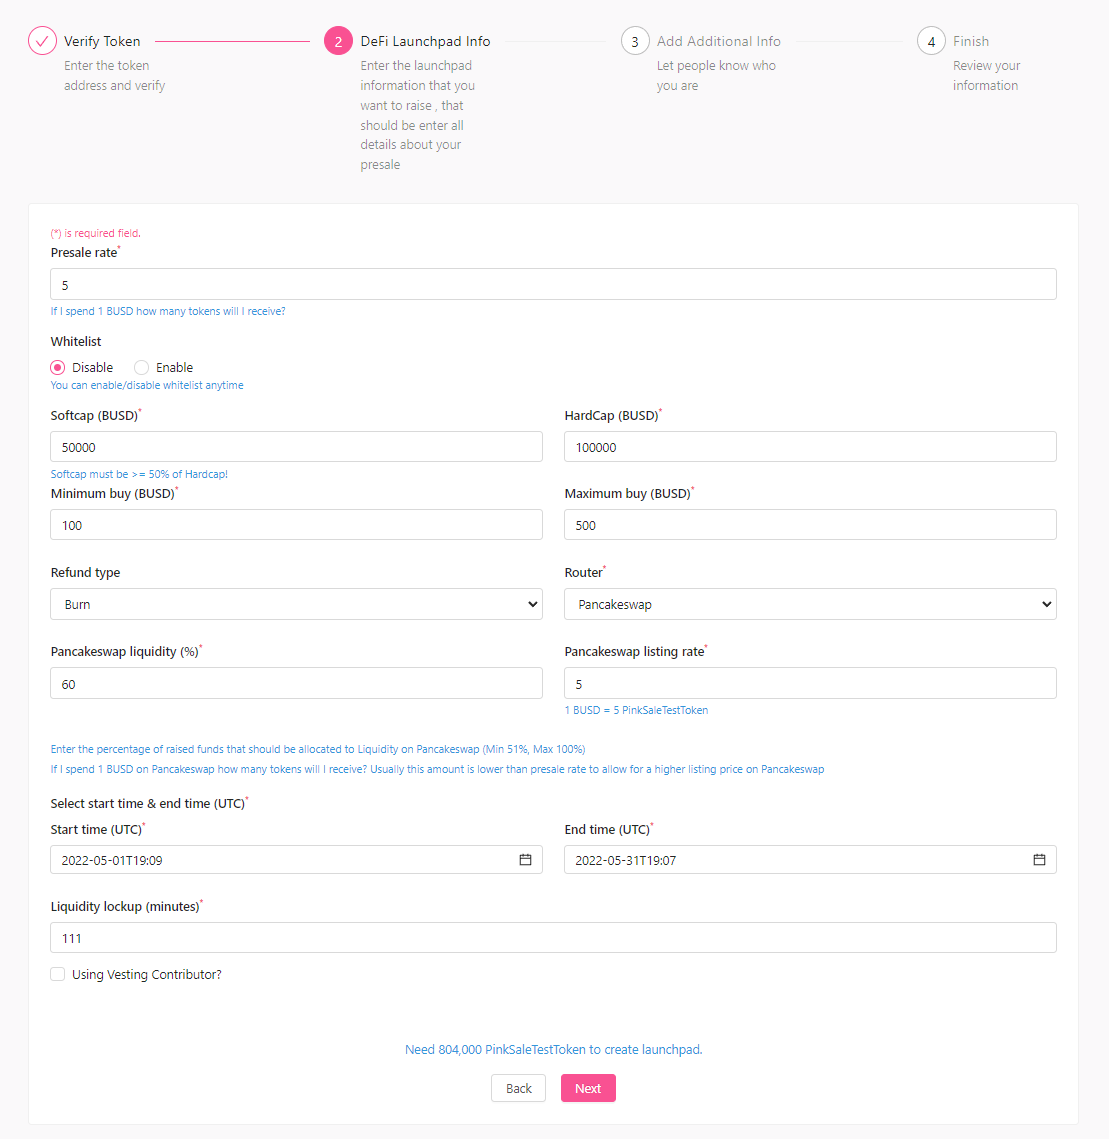 Verify Token
Enter the token
address and verify
2
DeFi Launchpad Info
Enter the launchpad
information that you
want to raise , that
should be enter all
details about your
presale
3
Add Additional Info
Let people know who
you are
4
Finish
Review your
information
(*) is required field.
Presale rate*
5
If I spend 1 BUSD how many tokens will I receive?
Whitelist
Disable
Enable
You can enable/disable whitelist anytime
Softcap (BUSD)*
HardCap (BUSD)*
50000
100000
Softcap must be >= 50% of Hardcap!
Minimum buy (BUSD)*
Maximum buy (BUSD)*
100
500
Refund type
Router*
Burn
Pancakeswap
Pancakeswap liquidity (%)*
Pancakeswap listing rate*
60
5
1 BUSD = 5 PinkSaleTestToken
Enter the percentage of raised funds that should be allocated to Liquidity on Pancakeswap (Min 51%, Max 100%)
If I spend 1 BUSD on Pancakeswap how many tokens will I receive? Usually this amount is lower than presale rate to allow for a higher listing price on Pancakeswap
Select start time & end time (UTC)*
Start time (UTC)*
End time (UTC)*
2022-05-01T19:09
2022-05-31T19:07
Liquidity lockup (minutes)*
111
Using Vesting Contributor?
Need 804,000 PinkSaleTestToken to create launchpad.
Back
Next